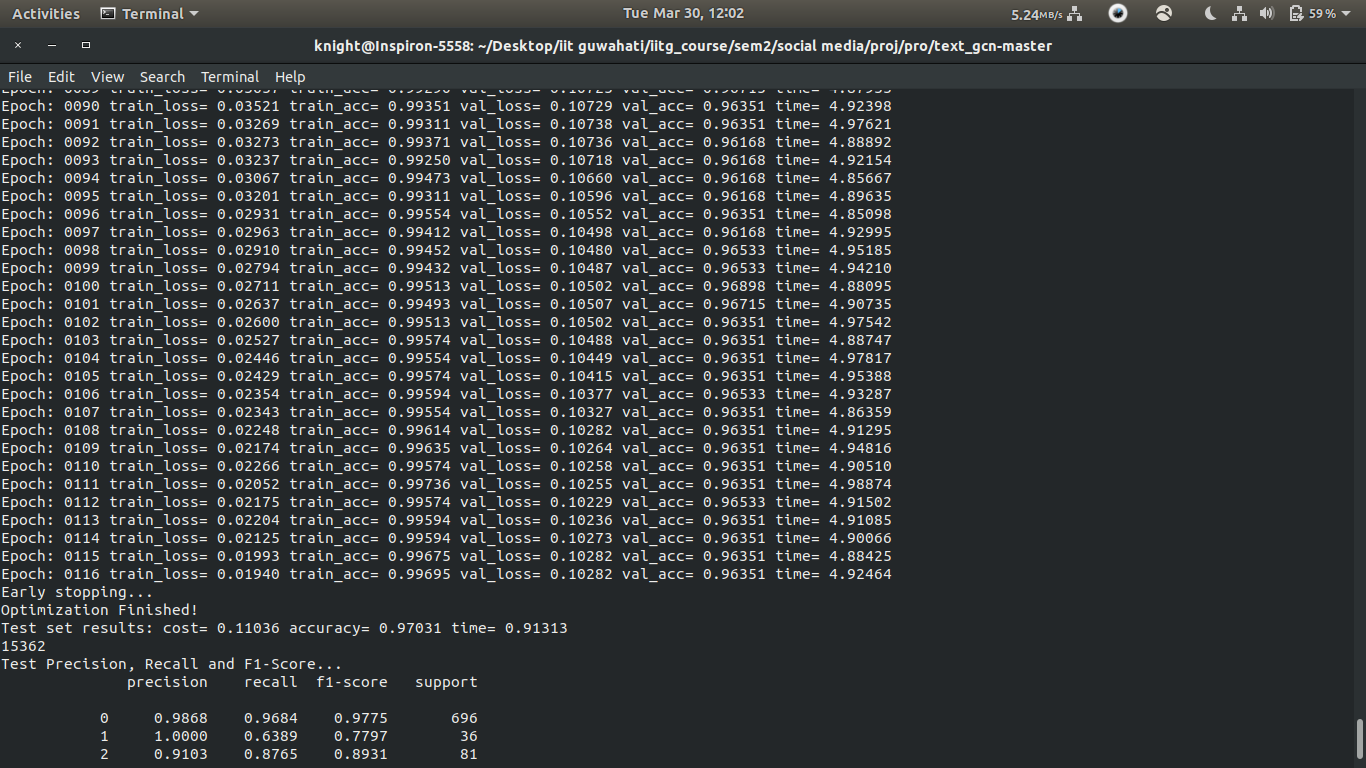 Activities Terminal Tue Mar 30, 12:02 5.24MB/s 59%
knight@Inspiron-5558: ~/Desktop/iit guwahati/iitg_course/sem2/social media/proj/pro/text_gcn-master
File Edit View Search Terminal Help
Epoch: 0090 train_loss= 0.03521 train_acc= 0.99351 val_loss= 0.10729 val_acc= 0.96351 time= 4.92398
Epoch: 0091 train_loss= 0.03269 train_acc= 0.99311 val_loss= 0.10738 val_acc= 0.96351 time= 4.97621
Epoch: 0092 train_loss= 0.03273 train_acc= 0.99371 val_loss= 0.10736 val_acc= 0.96168 time= 4.88892
Epoch: 0093 train_loss= 0.03237 train_acc= 0.99250 val_loss= 0.10718 val_acc= 0.96168 time= 4.92154
Epoch: 0094 train_loss= 0.03067 train_acc= 0.99473 val_loss= 0.10660 val_acc= 0.96168 time= 4.85667
Epoch: 0095 train_loss= 0.03201 train_acc= 0.99311 val_loss= 0.10596 val_acc= 0.96168 time= 4.89635
Epoch: 0096 train_loss= 0.02931 train_acc= 0.99554 val_loss= 0.10552 val_acc= 0.96351 time= 4.85098
Epoch: 0097 train_loss= 0.02963 train_acc= 0.99412 val_loss= 0.10498 val_acc= 0.96168 time= 4.92995
Epoch: 0098 train_loss= 0.02910 train_acc= 0.99452 val_loss= 0.10480 val_acc= 0.96533 time= 4.95185
Epoch: 0099 train_loss= 0.02794 train_acc= 0.99432 val_loss= 0.10487 val_acc= 0.96533 time= 4.94210
Epoch: 0100 train_loss= 0.02711 train_acc= 0.99513 val_loss= 0.10502 val_acc= 0.96898 time= 4.88095
Epoch: 0101 train_loss= 0.02637 train_acc= 0.99493 val_loss= 0.10507 val_acc= 0.96715 time= 4.90735
Epoch: 0102 train_loss= 0.02600 train_acc= 0.99513 val_loss= 0.10502 val_acc= 0.96351 time= 4.97542
Epoch: 0103 train_loss= 0.02527 train_acc= 0.99574 val_loss= 0.10488 val_acc= 0.96351 time= 4.88747
Epoch: 0104 train_loss= 0.02446 train_acc= 0.99554 val_loss= 0.10449 val_acc= 0.96351 time= 4.97817
Epoch: 0105 train_loss= 0.02429 train_acc= 0.99574 val_loss= 0.10415 val_acc= 0.96351 time= 4.95388
Epoch: 0106 train_loss= 0.02354 train_acc= 0.99594 val_loss= 0.10377 val_acc= 0.96533 time= 4.93287
Epoch: 0107 train_loss= 0.02343 train_acc= 0.99554 val_loss= 0.10327 val_acc= 0.96351 time= 4.86359
Epoch: 0108 train_loss= 0.02248 train_acc= 0.99614 val_loss= 0.10282 val_acc= 0.96351 time= 4.91295
Epoch: 0109 train_loss= 0.02174 train_acc= 0.99635 val_loss= 0.10264 val_acc= 0.96351 time= 4.94816
Epoch: 0110 train_loss= 0.02266 train_acc= 0.99574 val_loss= 0.10258 val_acc= 0.96351 time= 4.90510
Epoch: 0111 train_loss= 0.02052 train_acc= 0.99736 val_loss= 0.10255 val_acc= 0.96351 time= 4.98874
Epoch: 0112 train_loss= 0.02175 train_acc= 0.99574 val_loss= 0.10229 val_acc= 0.96533 time= 4.91502
Epoch: 0113 train_loss= 0.02204 train_acc= 0.99594 val_loss= 0.10236 val_acc= 0.96351 time= 4.91085
Epoch: 0114 train_loss= 0.02125 train_acc= 0.99594 val_loss= 0.10273 val_acc= 0.96351 time= 4.90066
Epoch: 0115 train_loss= 0.01993 train_acc= 0.99675 val_loss= 0.10282 val_acc= 0.96351 time= 4.88425
Epoch: 0116 train_loss= 0.01940 train_acc= 0.99695 val_loss= 0.10282 val_acc= 0.96351 time= 4.92464
Early stopping...
Optimization Finished!
Test set results: cost= 0.11036 accuracy= 0.97031 time= 0.91313
15362
Test Precision, Recall and F1-Score...
precision recall f1-score support
0 0.9868 0.9684 0.9775 696
1 1.0000 0.6389 0.7797 36
2 0.9103 0.8765 0.8931 81